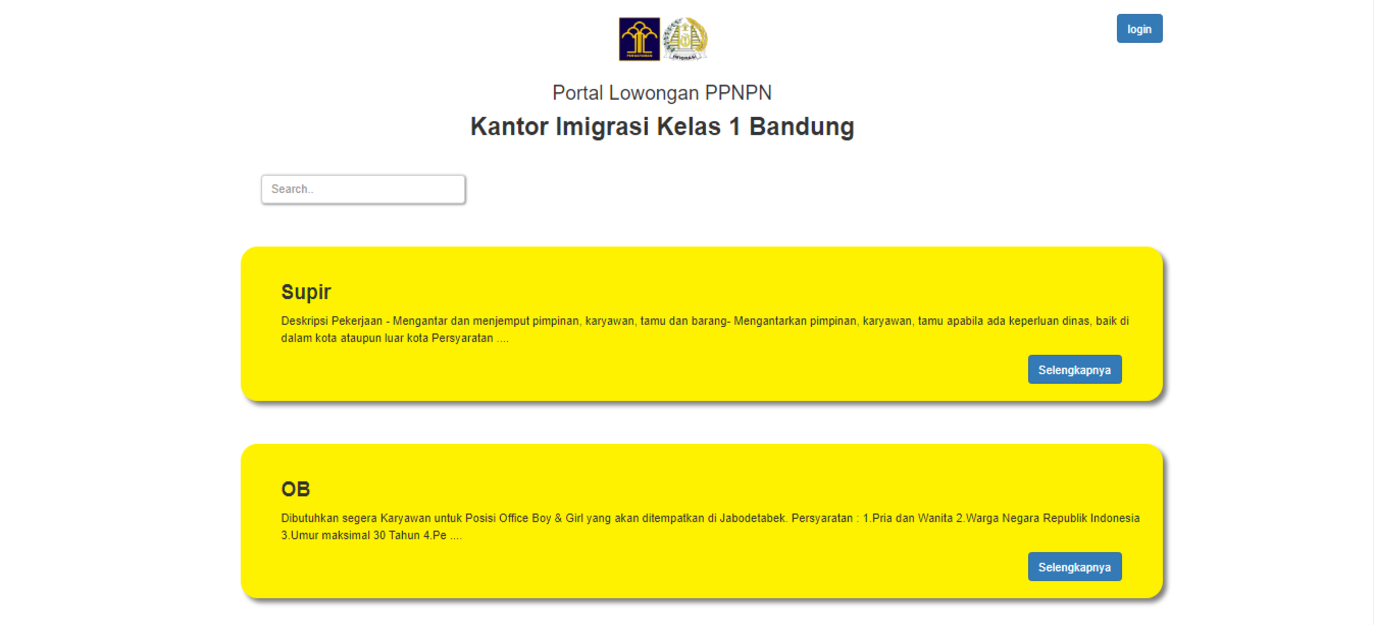 login
IMIGRASI
Portal Lowongan PPNPN
Kantor Imigrasi Kelas 1 Bandung
Search..
Supir
Deskripsi Pekerjaan - Mengantar dan menjemput pimpinan, karyawan, tamu dan barang- Mengantarkan pimpinan, karyawan, tamu apabila ada keperluan dinas, baik di
dalam kota ataupun luar kota Persyaratan ....
Selengkapnya
OB
Dibutuhkan segera Karyawan untuk Posisi Office Boy & Girl yang akan ditempatkan di Jabodetabek. Persyaratan : 1.Pria dan Wanita 2.Warga Negara Republik Indonesia
3.Umur maksimal 30 Tahun 4.Pe ....
Selengkapnya